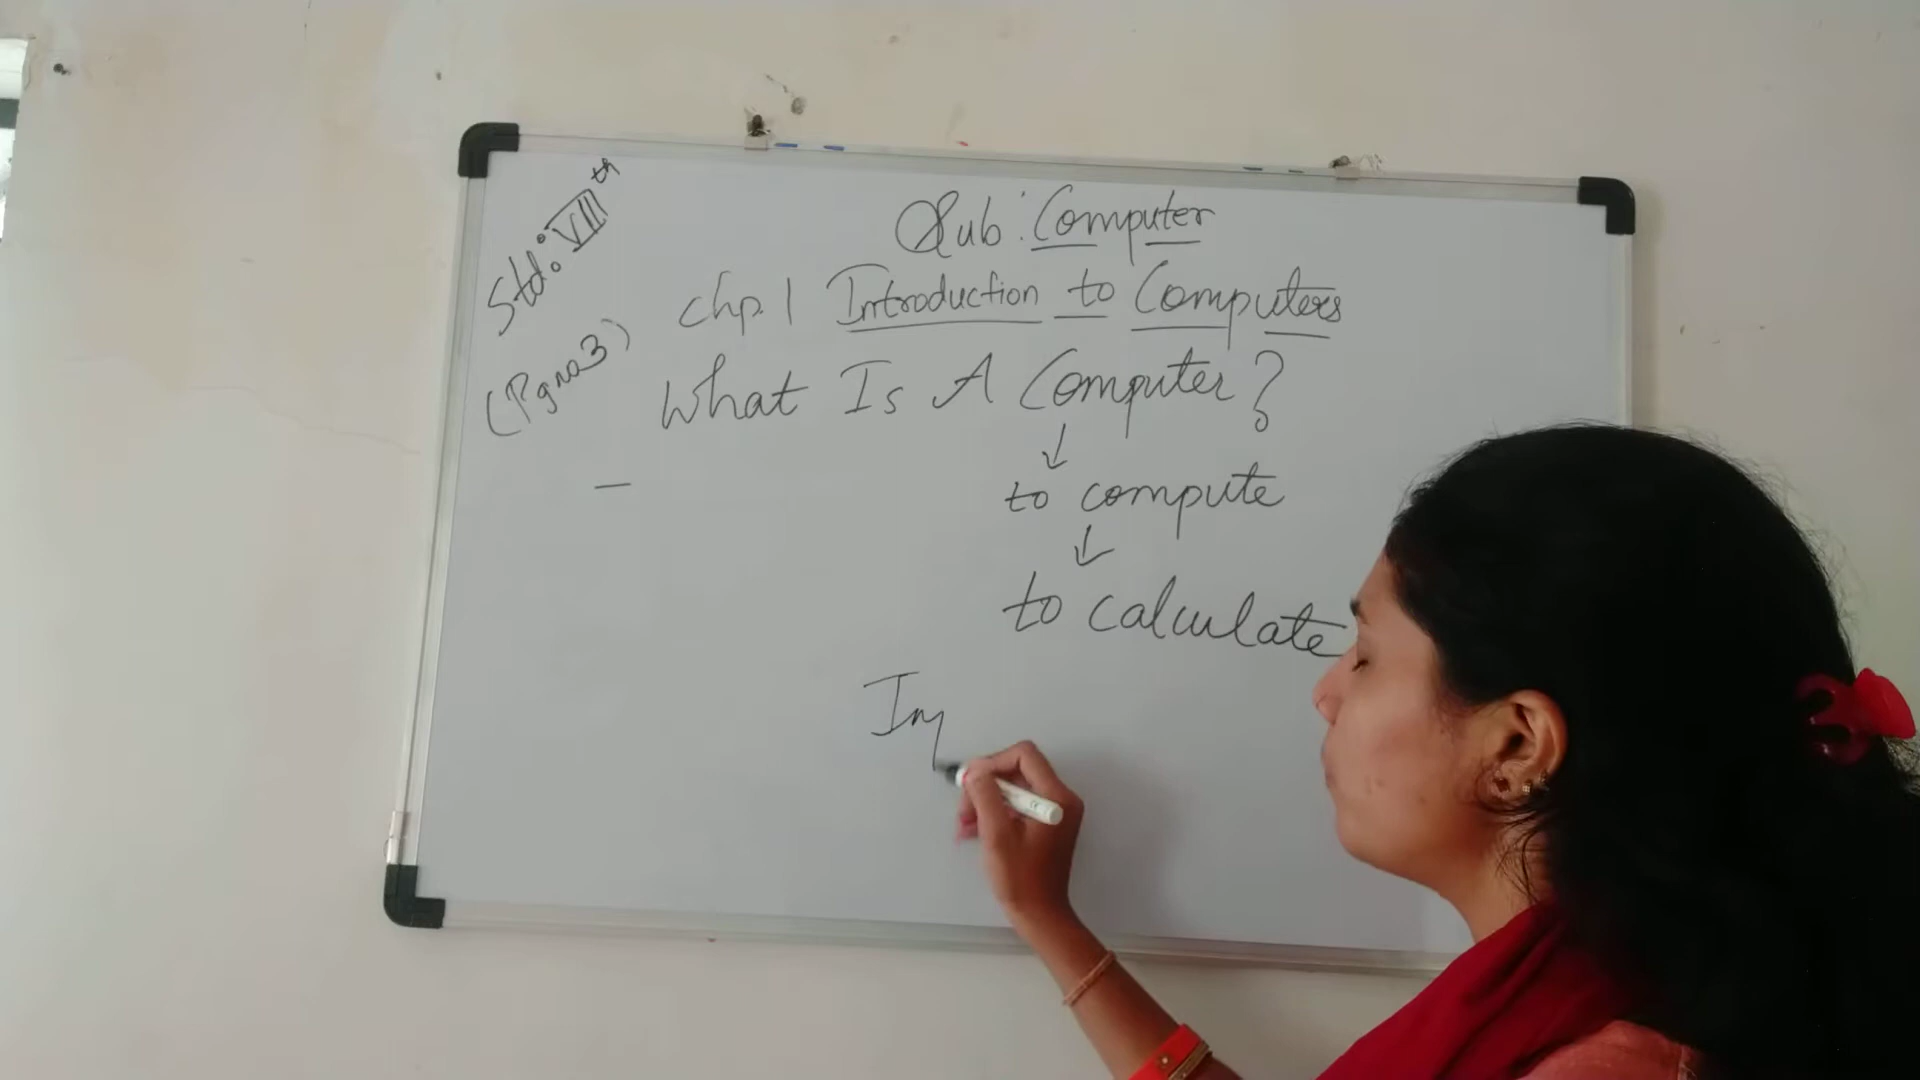 Std: VIIIth
(Pg no 3)
Sub: Computer
Chp. 1 Introduction to Computers
What Is A Computer?
to compute
to calculate
Inp